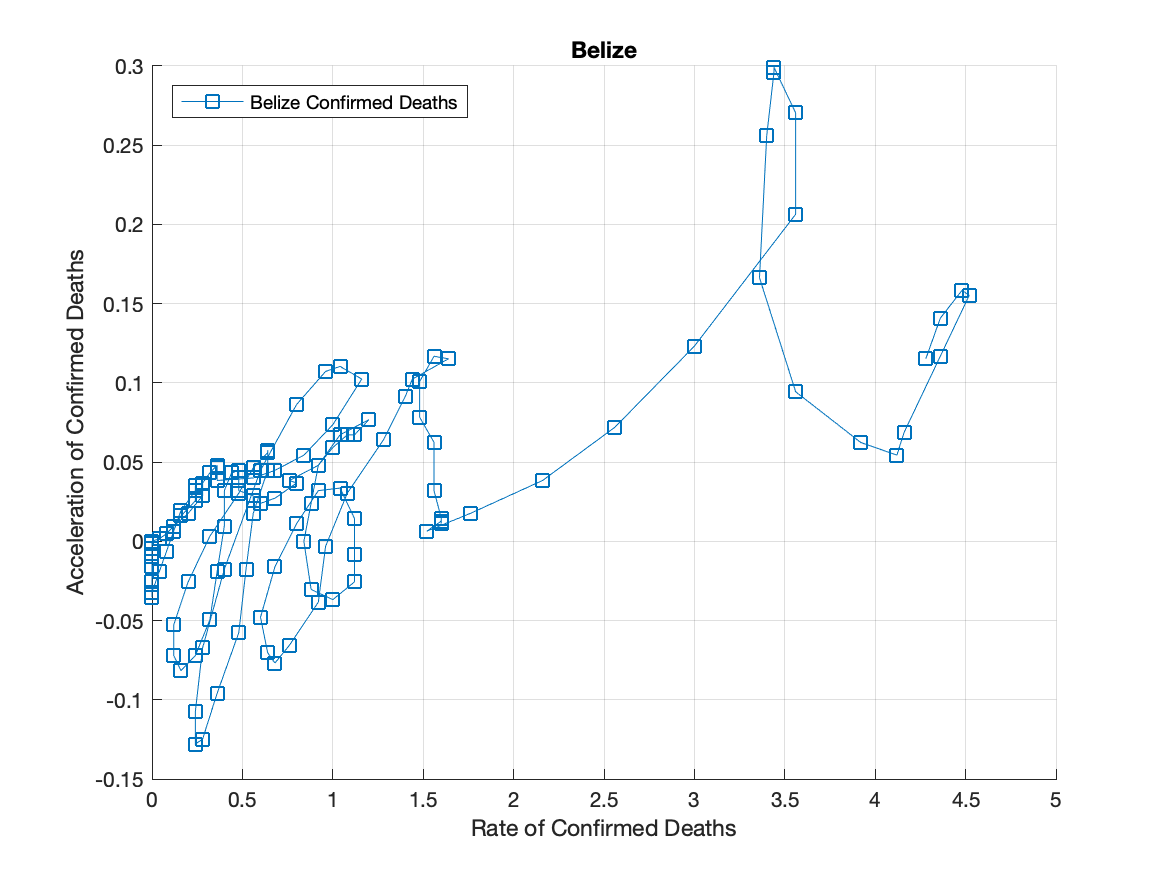 Belize
Belize Confirmed Deaths
Acceleration of Confirmed Deaths
0.3
0.25
0.2
0.15
0.1
0.05
0
-0.05
-0.1
-0.15
0 0.5 1 1.5 2 2.5 3 3.5 4 4.5 5
Rate of Confirmed Deaths